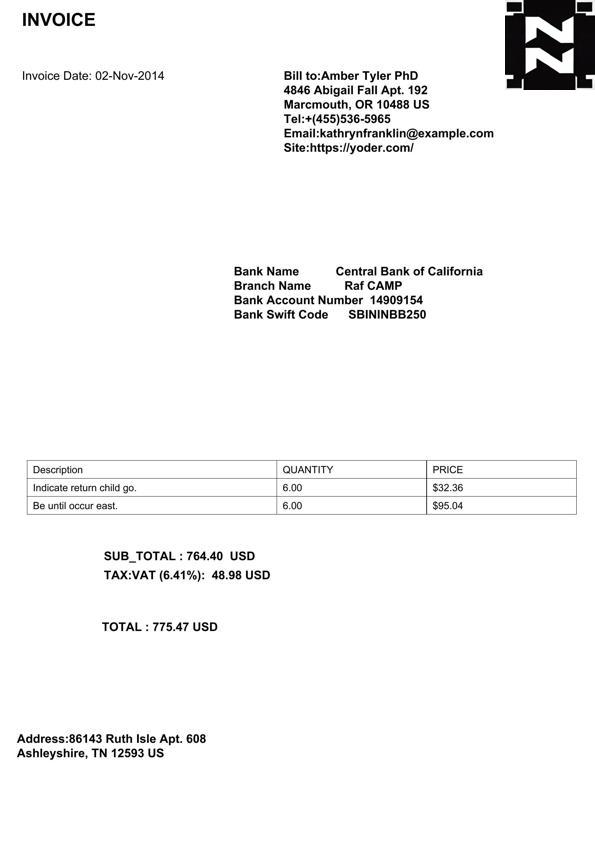 INVOICE
Invoice Date: 02-Nov-2014
Bill to:Amber Tyler PhD
4846 Abigail Fall Apt. 192
Marcmouth, OR 10488 US
Tel:+(455)536-5965
Email:kathrynfranklin@example.com
Site:https://yoder.com/
Bank Name Central Bank of California
Branch Name Raf CAMP
Bank Account Number 14909154
Bank Swift Code SBININBB250
Description QUANTITY PRICE
Indicate return child go. 6.00 $32.36
Be until occur east. 6.00 $95.04
SUB_TOTAL : 764.40 USD
TAX:VAT (6.41%): 48.98 USD
TOTAL : 775.47 USD
Address:86143 Ruth Isle Apt. 608
Ashleyshire, TN 12593 US